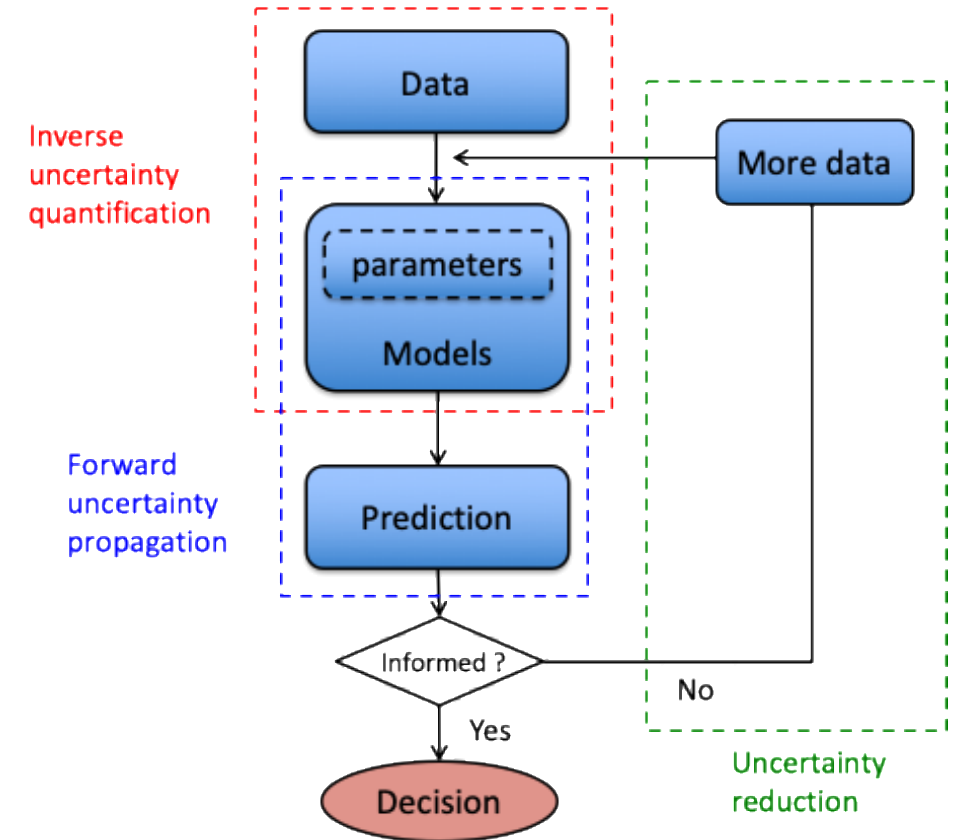 Data
More data
Inverse
uncertainty
quantification
parameters
Models
Forward
uncertainty
propagation
Prediction
Informed ?
No
Yes
Uncertainty
reduction
Decision